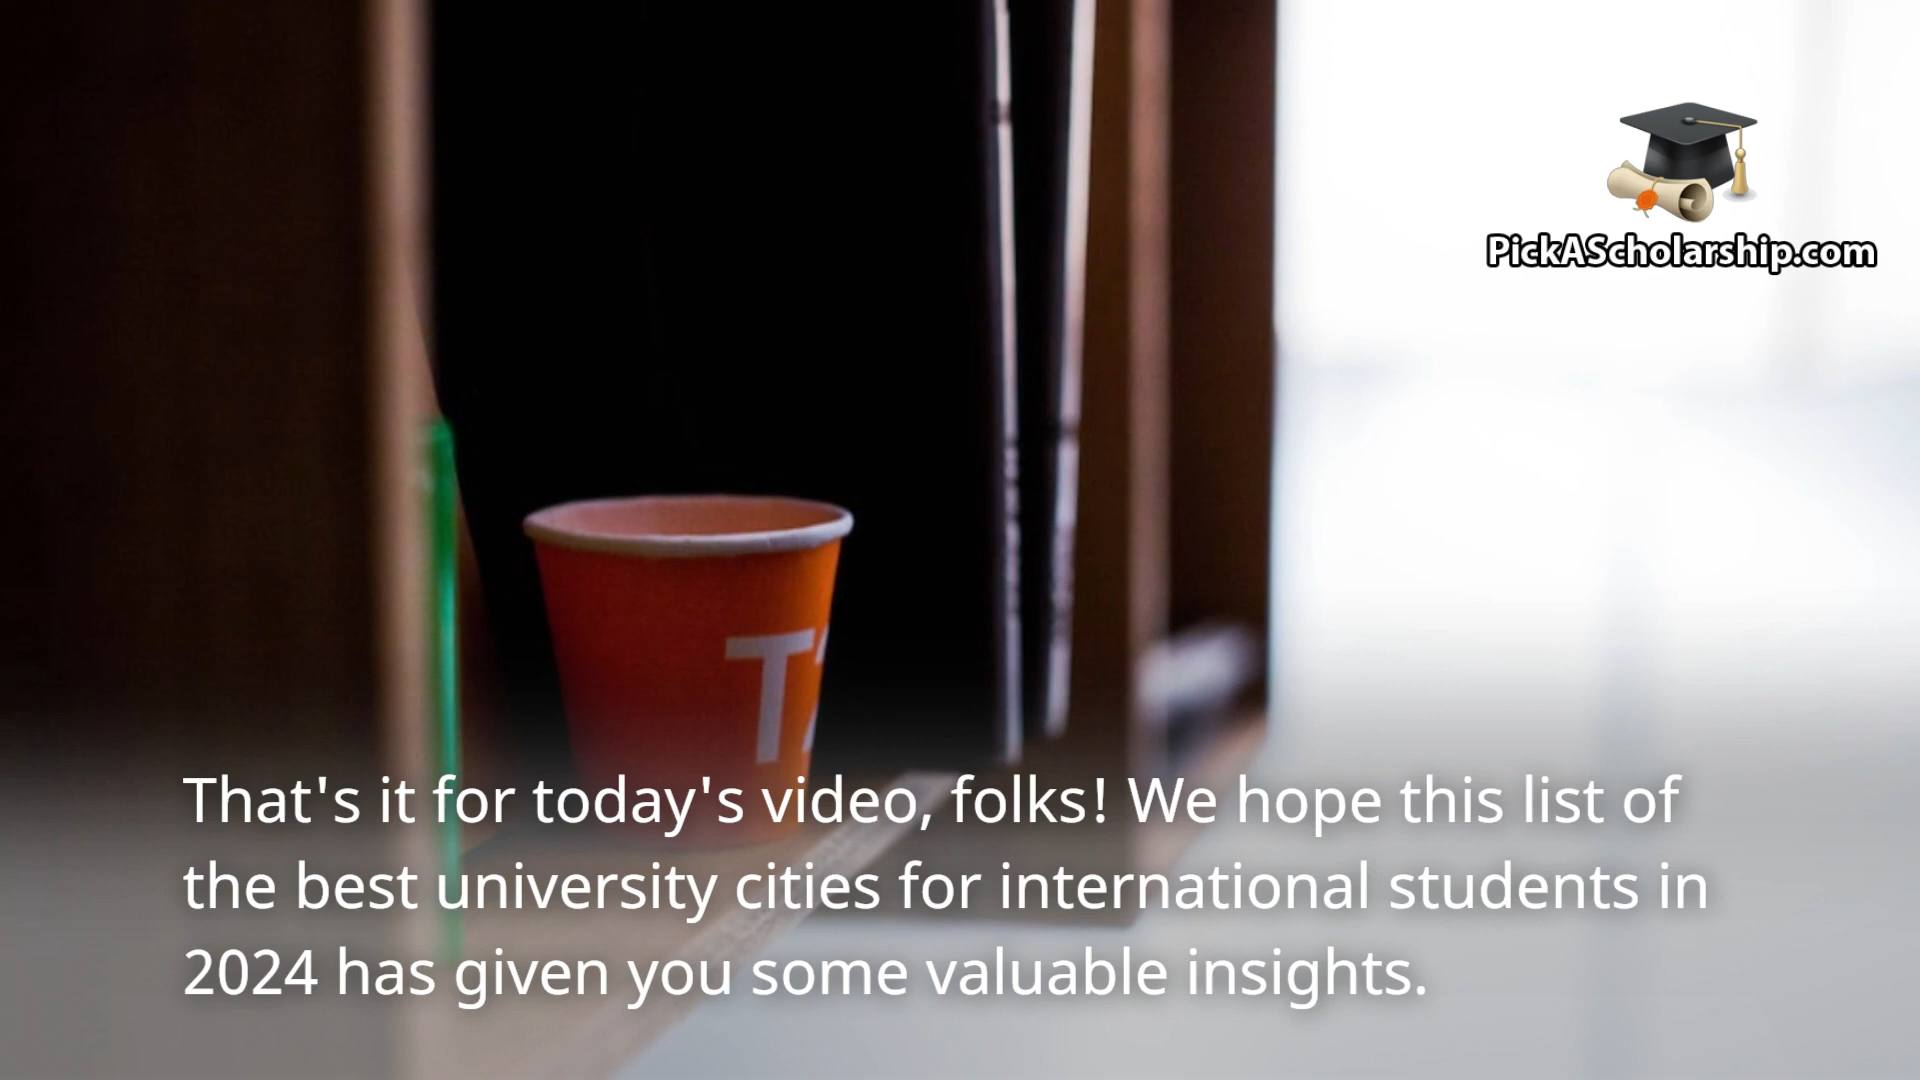 PickAScholarship.com
That's it for today's video, folks! We hope this list of
the best university cities for international students in
2024 has given you some valuable insights.